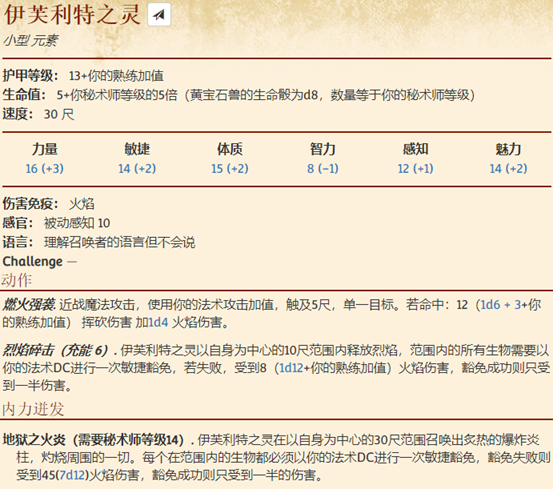 伊芙利特之灵
小型 元素
护甲等级： 13+你的熟练加值
生命值： 5+你秘术师等级的5倍（黄宝石兽的生命骰为d8，数量等于你的秘术师等级）
速度： 30 尺
力量 敏捷 体质 智力 感知 魅力
16 (+3) 14 (+2) 15 (+2) 8 (−1) 12 (+1) 14 (+2)
伤害免疫： 火焰
感官： 被动感知 10
语言： 理解召唤者的语言但不会说
Challenge —
动作
燃火强袭. 近战魔法攻击，使用你的法术攻击加值，触及5尺，单一目标。若命中：12（1d6 + 3+你
的熟练加值） 挥砍伤害 加1d4 火焰伤害。
烈焰碎击（充能 6）. 伊芙利特之灵以自身为中心的10尺范围内释放烈焰，范围内的所有生物需要以
你的法术DC进行一次敏捷豁免，若失败，受到8（1d12+你的熟练加值）火焰伤害，豁免成功则只受
到一半伤害。
内力迸发
地狱之火炎（需要秘术师等级14）. 伊芙利特之灵在以自身为中心的30尺范围召唤出炙热的爆炸炎
柱，灼烧周围的一切。每个在范围内的生物都必须以你的法术DC进行一次敏捷豁免，豁免失败则
受到45(7d12)火焰伤害，豁免成功则只受到一半的伤害。